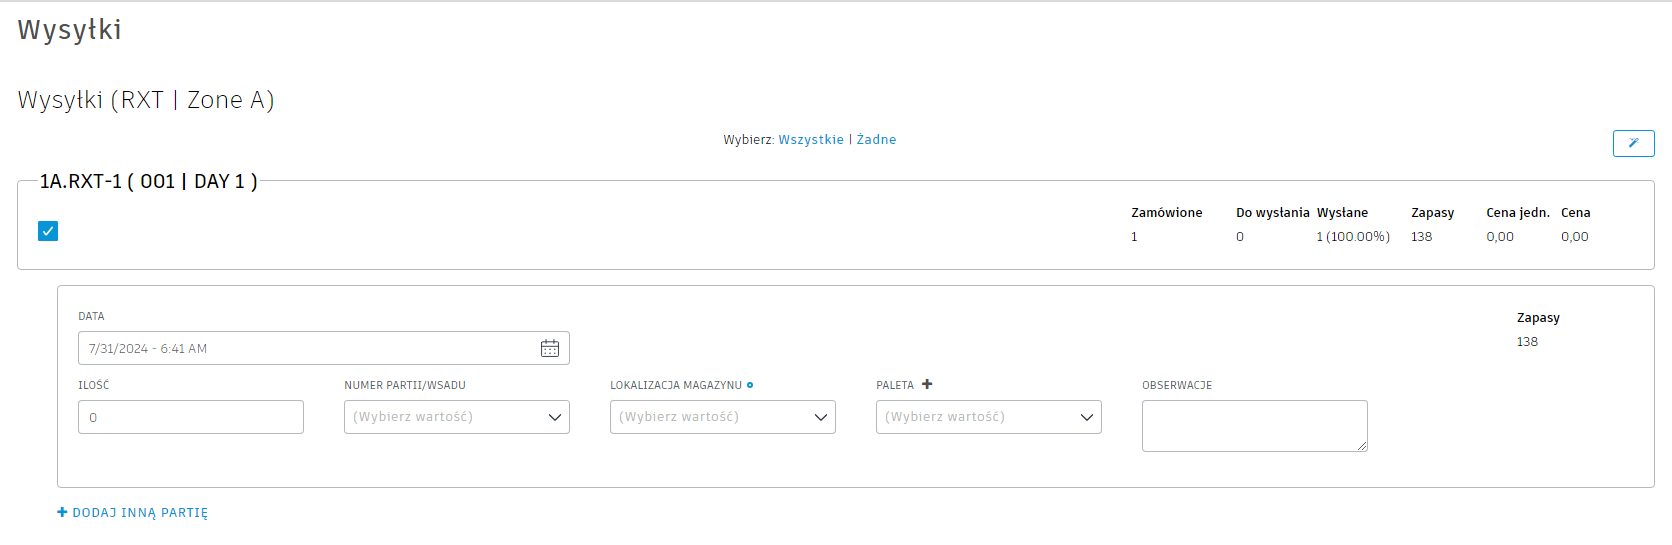 Wysyłki
Wysyłki (RXT | Zone A)
Wybierz: Wszystkie | Żadne
1A.RXT-1 ( 001 | DAY 1 )
Zamówione Do wysłania Wysłane Zapasy Cena jedn. Cena
1 0 1 (100.00%) 138 0,00 0,00
DATA Zapasy
7/31/2024 - 6:41 AM 138
ILOŚĆ NUMER PARTII/WSADU LOKALIZACJA MAGAZYNU PALETA OBSERWACJE
0 (Wybierz wartość) (Wybierz wartość) (Wybierz wartość)
DODAJ INNĄ PARTIĘ